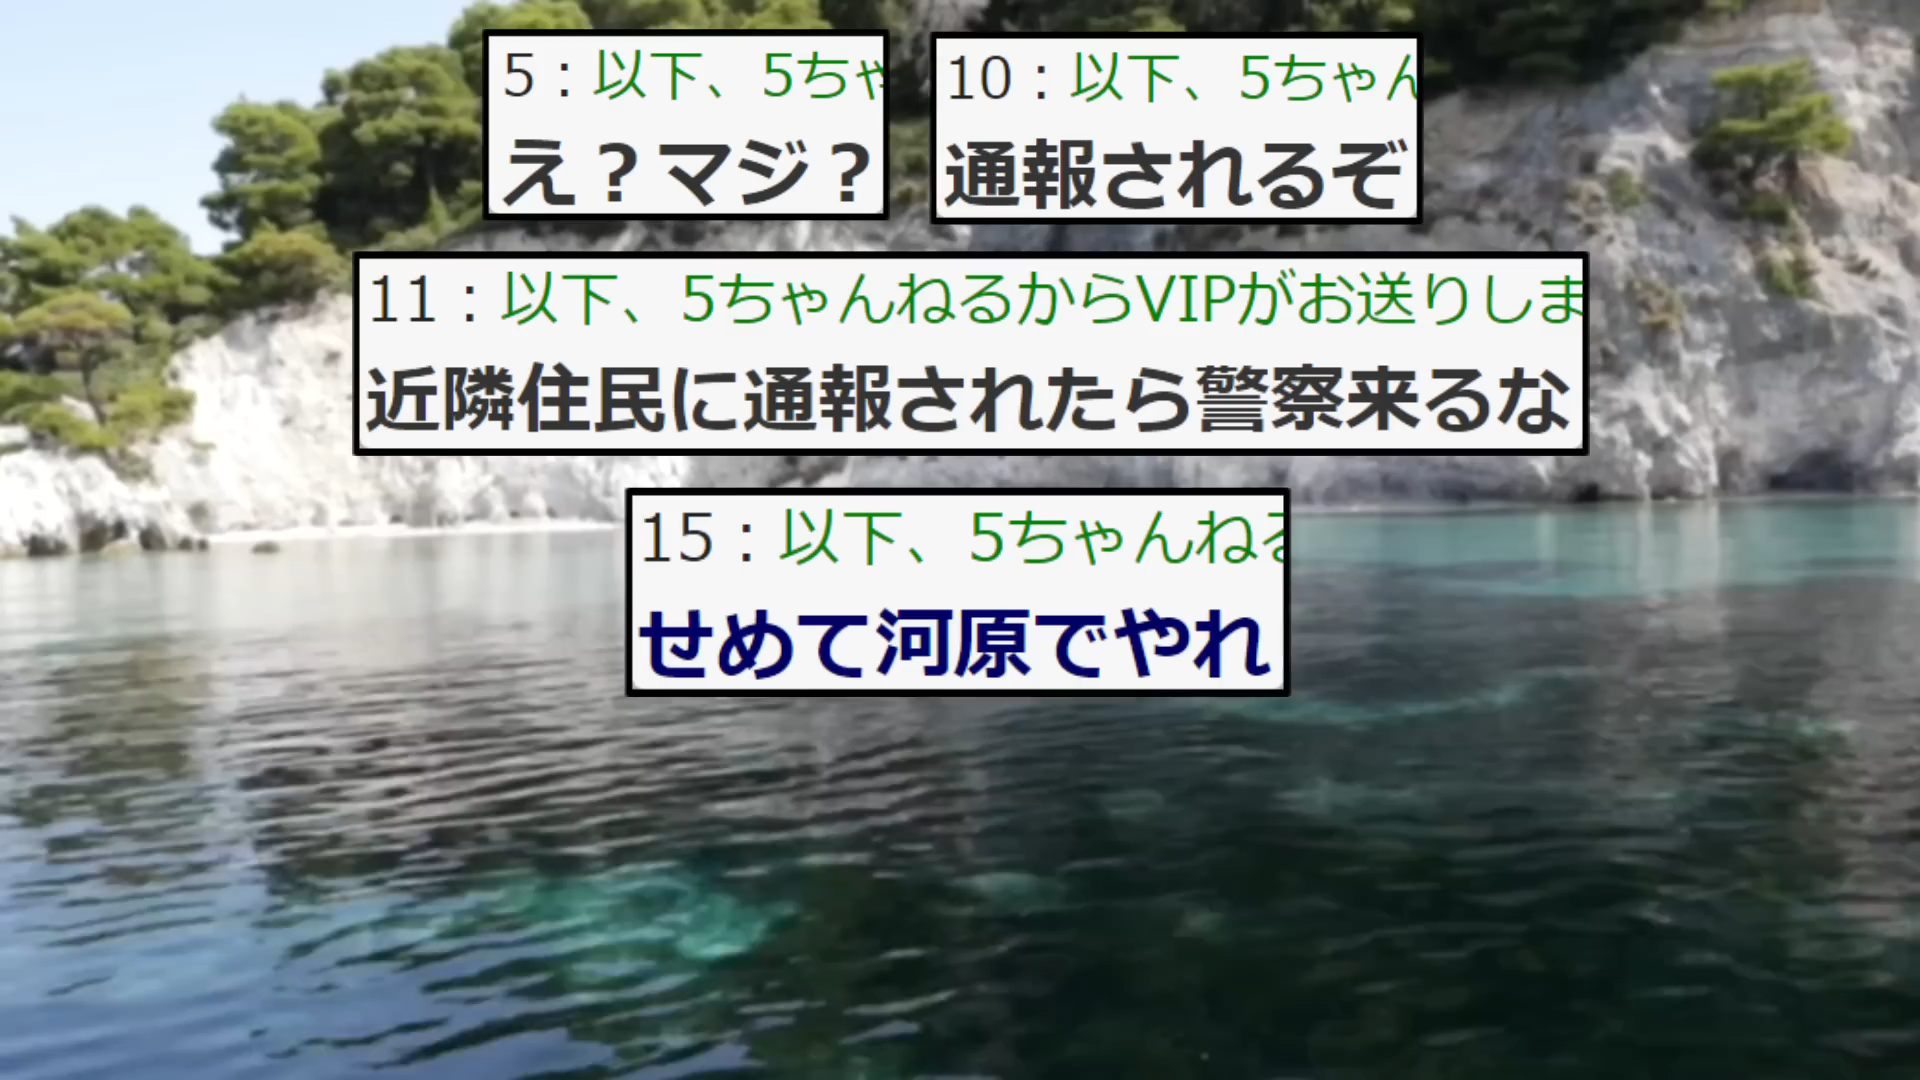 5：以下、5ちゃ
え？マジ？
10：以下、5ちゃん
通報されるぞ
11：以下、5ちゃんねるからVIPがお送りしま
近隣住民に通報されたら警察来るな
15：以下、5ちゃんねる
せめて河原でやれ